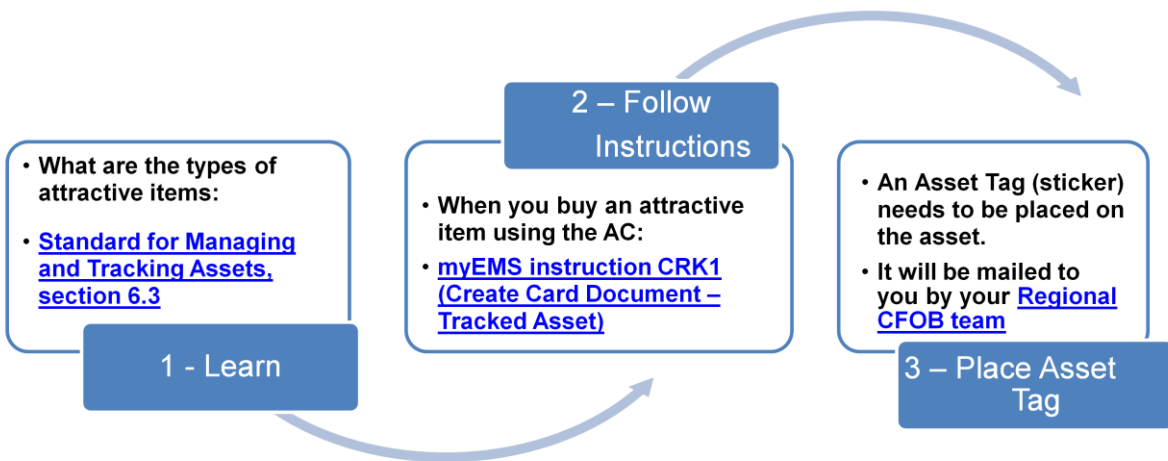 • What are the types of
attractive items:
• Standard for Managing
and Tracking Assets,
section 6.3
1 - Learn
2 – Follow
Instructions
• When you buy an attractive
item using the AC:
• myEMS instruction CRK1
(Create Card Document –
Tracked Asset)
• An Asset Tag (sticker)
needs to be placed on
the asset.
• It will be mailed to
you by your Regional
CFOB team
3 – Place Asset
Tag